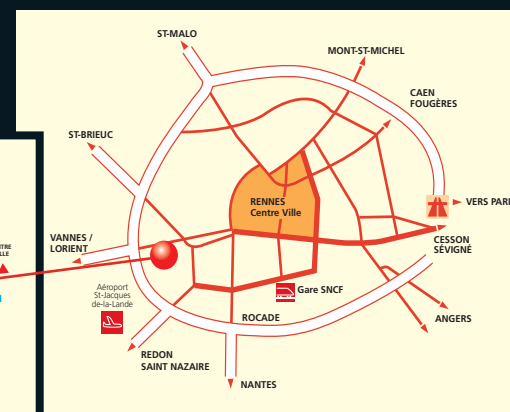 ST-MALO
MONT-ST-MICHEL
CAEN
FOUGÈRES
ST-BRIEUC
RENNES
Centre Ville
VERS PARI
VANNES /
LORIENT
CESSON
SÉVIGNÉ
Aéroport
St-Jacques
de-la-Lande
Gare SNCF
ROCADE
ANGERS
REDON
SAINT NAZAIRE
NANTES